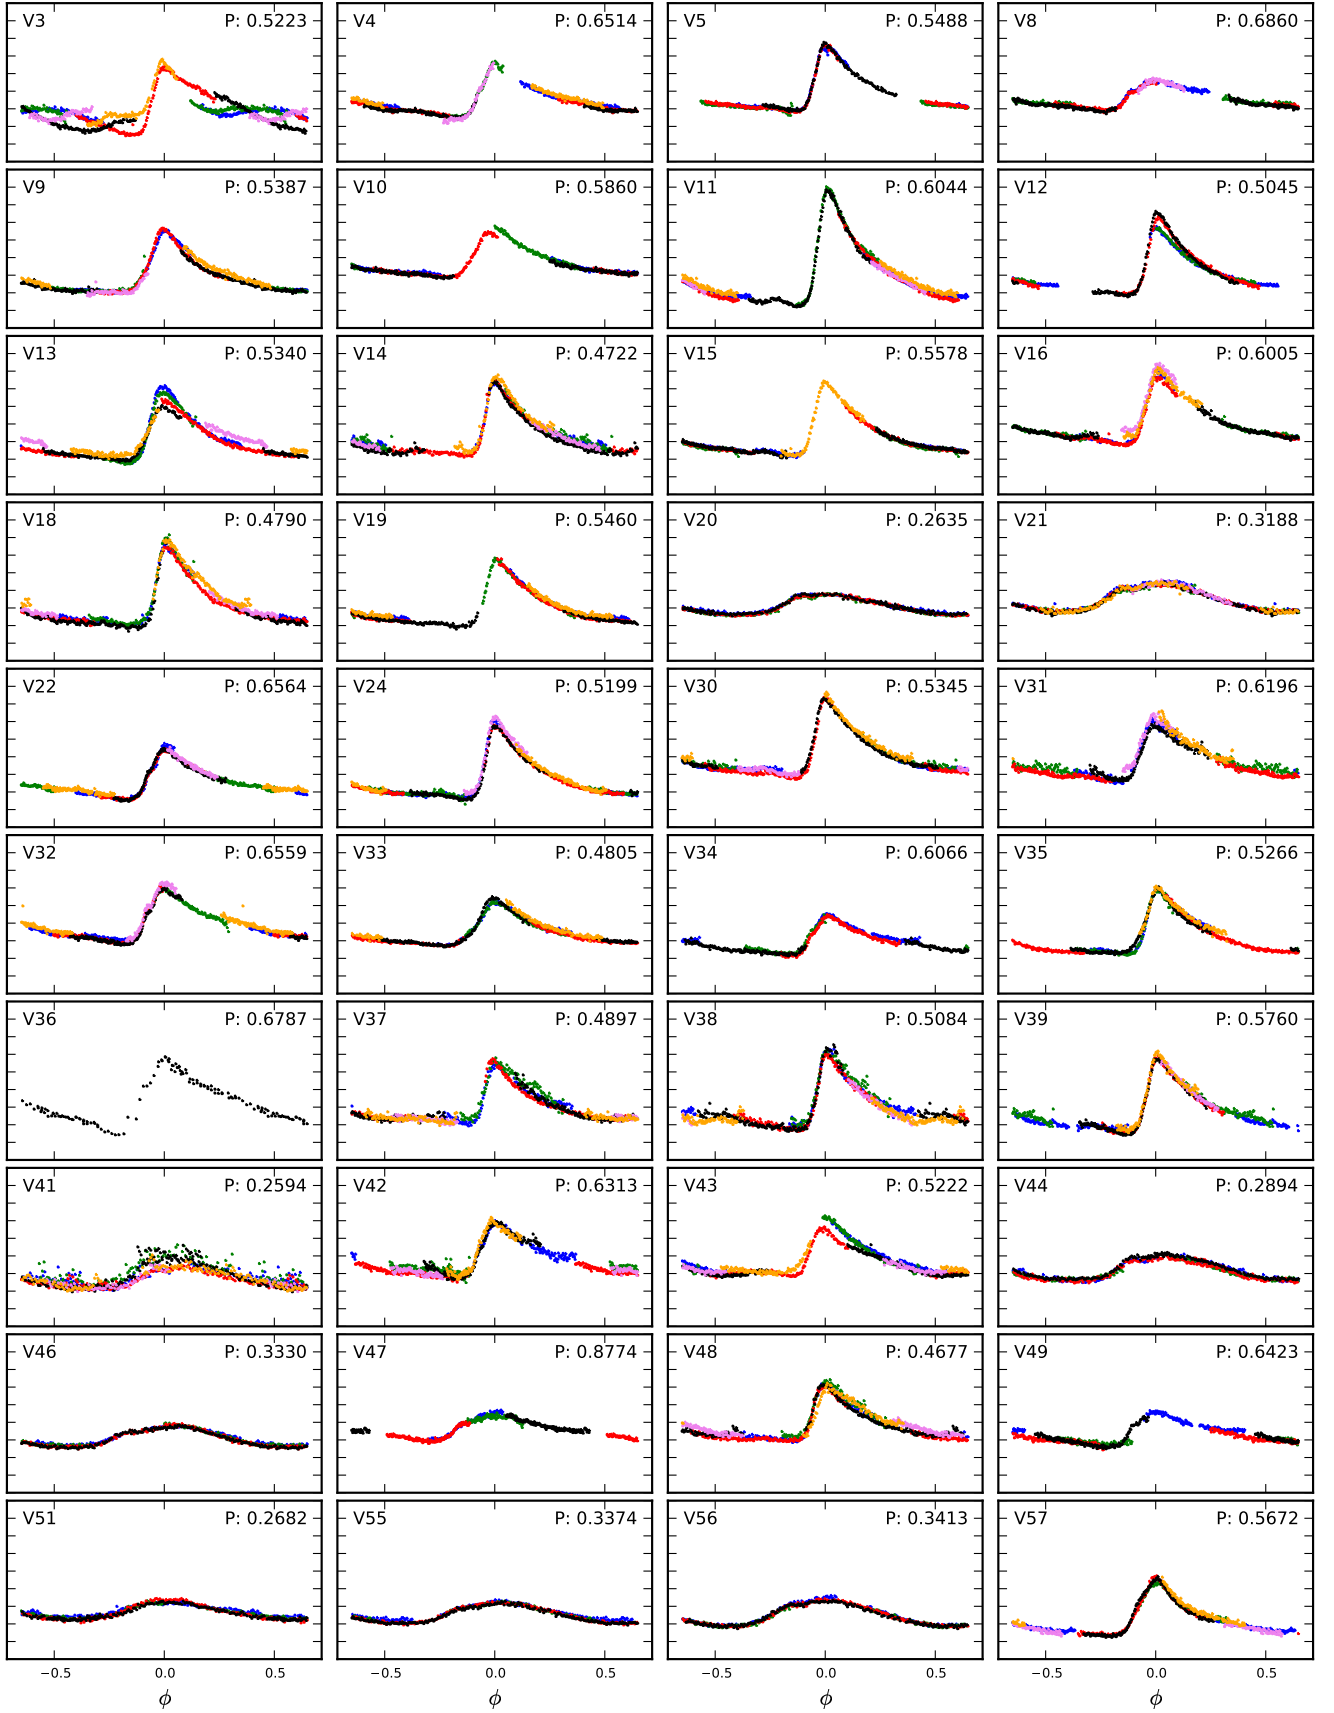 V3 P: 0.5223 V4 P: 0.6514 V5 P: 0.5488 V8 P: 0.6860
V9 P: 0.5387 V10 P: 0.5860 V11 P: 0.6044 V12 P: 0.5045
V13 P: 0.5340 V14 P: 0.4722 V15 P: 0.5578 V16 P: 0.6005
V18 P: 0.4790 V19 P: 0.5460 V20 P: 0.2635 V21 P: 0.3188
V22 P: 0.6564 V24 P: 0.5199 V30 P: 0.5345 V31 P: 0.6196
V32 P: 0.6559 V33 P: 0.4805 V34 P: 0.6066 V35 P: 0.5266
V36 P: 0.6787 V37 P: 0.4897 V38 P: 0.5084 V39 P: 0.5760
V41 P: 0.2594 V42 P: 0.6313 V43 P: 0.5222 V44 P: 0.2894
V46 P: 0.3330 V47 P: 0.8774 V48 P: 0.4677 V49 P: 0.6423
V51 P: 0.2682 V55 P: 0.3374 V56 P: 0.3413 V57 P: 0.5672
−0.5 0.0 0.5 −0.5 0.0 0.5 −0.5 0.0 0.5 −0.5 0.0 0.5
ϕ ϕ ϕ ϕ